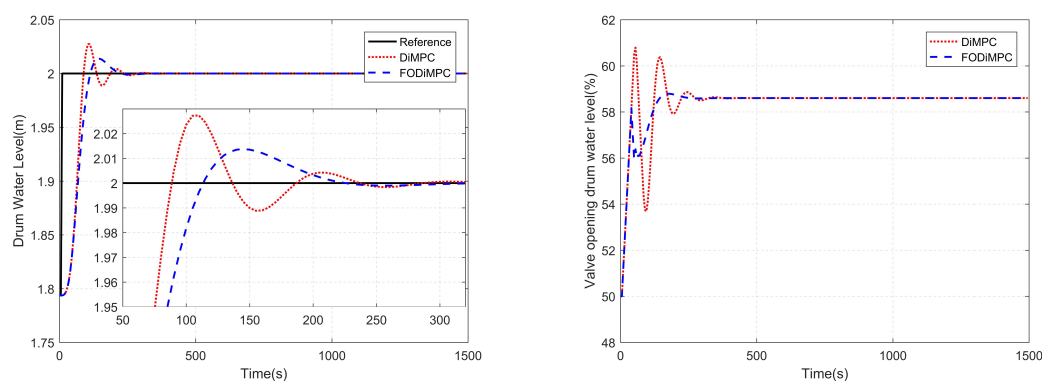 2.05
2
1.95
1.9
1.85
1.8
1.75
Drum Water Level(m)
Reference
DiMPC
FODiMPC
2.02
2.01
2
1.99
1.98
1.97
1.96
1.95
50 100 150 200 250 300
0 500 1000 1500
Time(s)
62
60
58
56
54
52
50
48
Valve opening drum water level(%)
DiMPC
FODiMPC
0 500 1000 1500
Time(s)